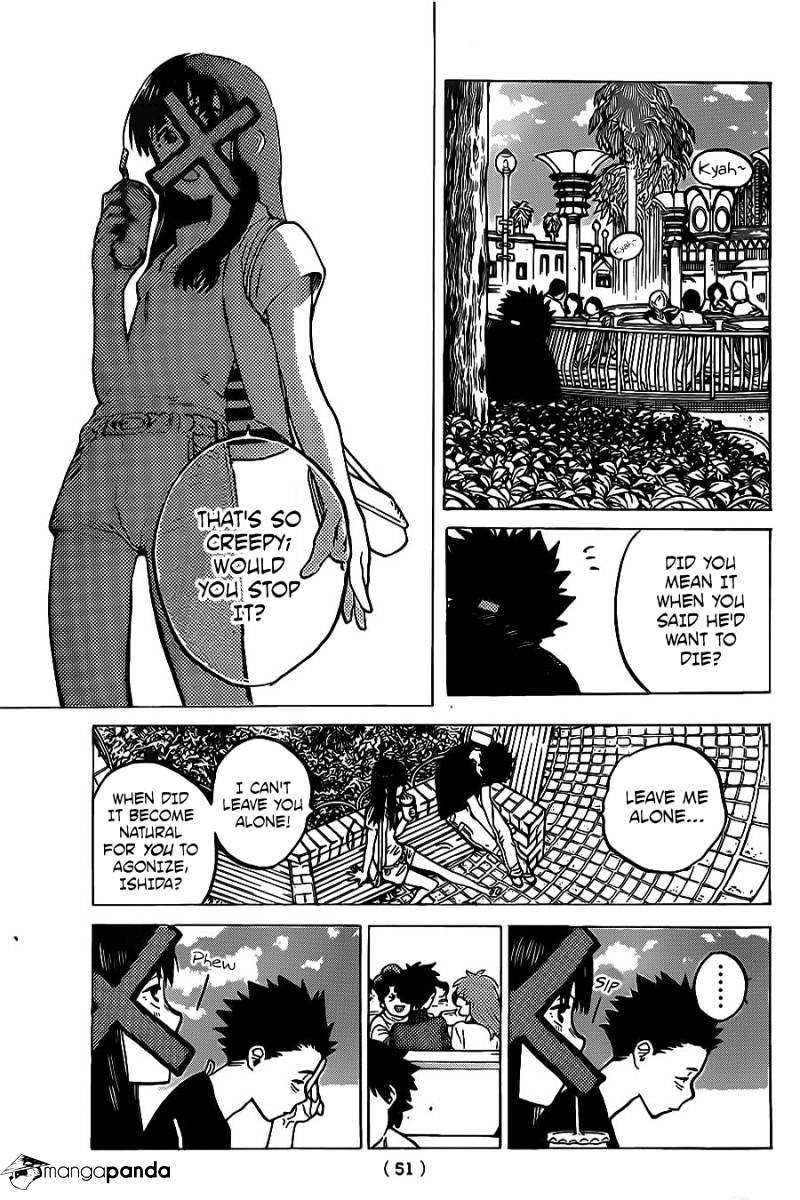 Kyah~
Kyah~
DID YOU
MEAN IT
WHEN YOU
SAID HE'D
WANT TO
DIE?
THAT'S SO
CREEPY;
WOULD
YOU STOP
IT?
LEAVE ME
ALONE...
I CAN'T
LEAVE YOU
ALONE!
WHEN DID
IT BECOME
NATURAL
FOR YOU TO
AGONIZE,
ISHIDA?
......
SIP
Phew
( 51 )
mangapanda